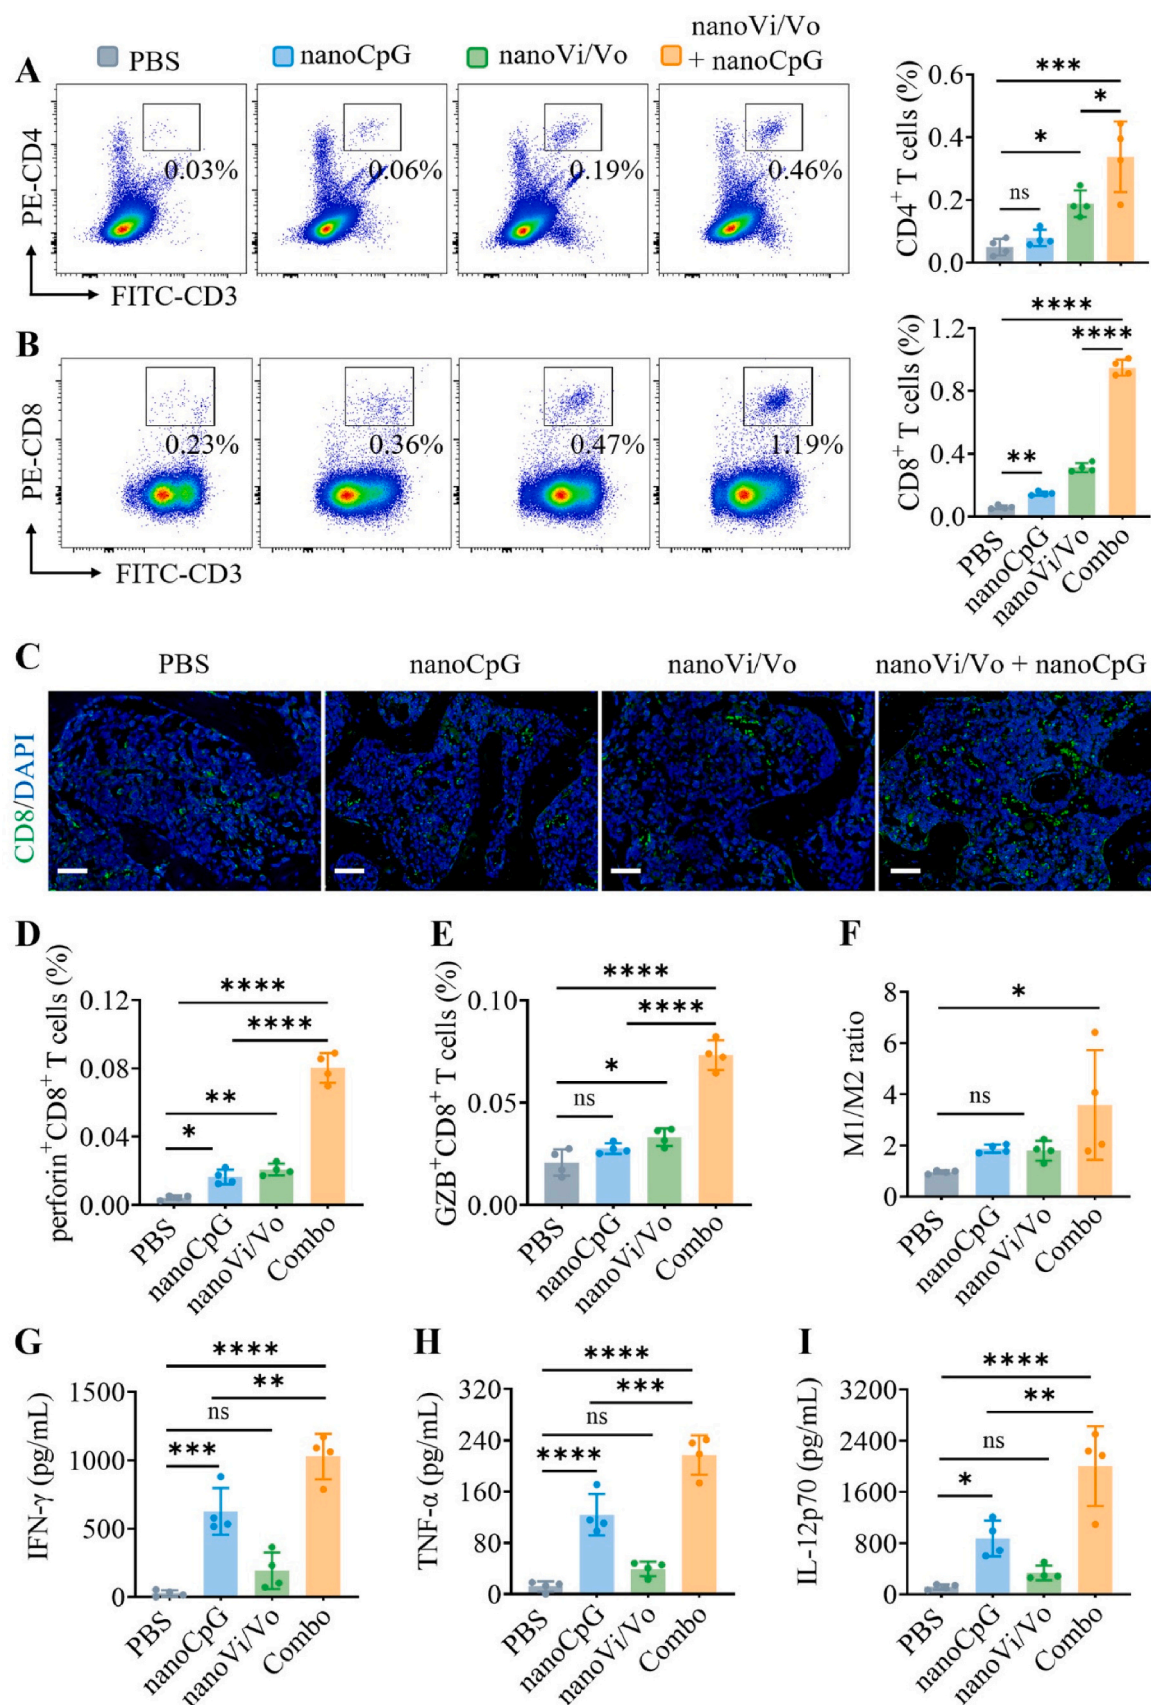 PBS
nanoCpG
nanoVi/Vo
nanoVi/Vo
+ nanoCpG
A
PE-CD4
0.03%
0.06%
0.19%
0.46%
FITC-CD3
CD4+ T cells (%)
0.6
0.4
0.2
0.0
ns
*
*
***
B
PE-CD8
0.23%
0.36%
0.47%
1.19%
FITC-CD3
CD8+ T cells (%)
1.2
0.8
0.4
0.0
**
****
****
PBS
nanoCpG
nanoVi/Vo
Combo
C
PBS
nanoCpG
nanoVi/Vo
nanoVi/Vo + nanoCpG
CD8/DAPI
D
perforin+CD8+ T cells (%)
0.12
0.08
0.04
0.00
*
**
****
****
PBS
nanoCpG
nanoVi/Vo
Combo
E
GZB+CD8+ T cells (%)
0.10
0.05
0.00
ns
*
****
****
PBS
nanoCpG
nanoVi/Vo
Combo
F
M1/M2 ratio
8
6
4
2
0
ns
*
PBS
nanoCpG
nanoVi/Vo
Combo
G
IFN-γ (pg/mL)
1500
1000
500
0
***
ns
**
****
PBS
nanoCpG
nanoVi/Vo
Combo
H
TNF-α (pg/mL)
320
240
160
80
0
****
ns
***
****
PBS
nanoCpG
nanoVi/Vo
Combo
I
IL-12p70 (pg/mL)
3200
2400
1600
800
0
*
ns
**
****
PBS
nanoCpG
nanoVi/Vo
Combo